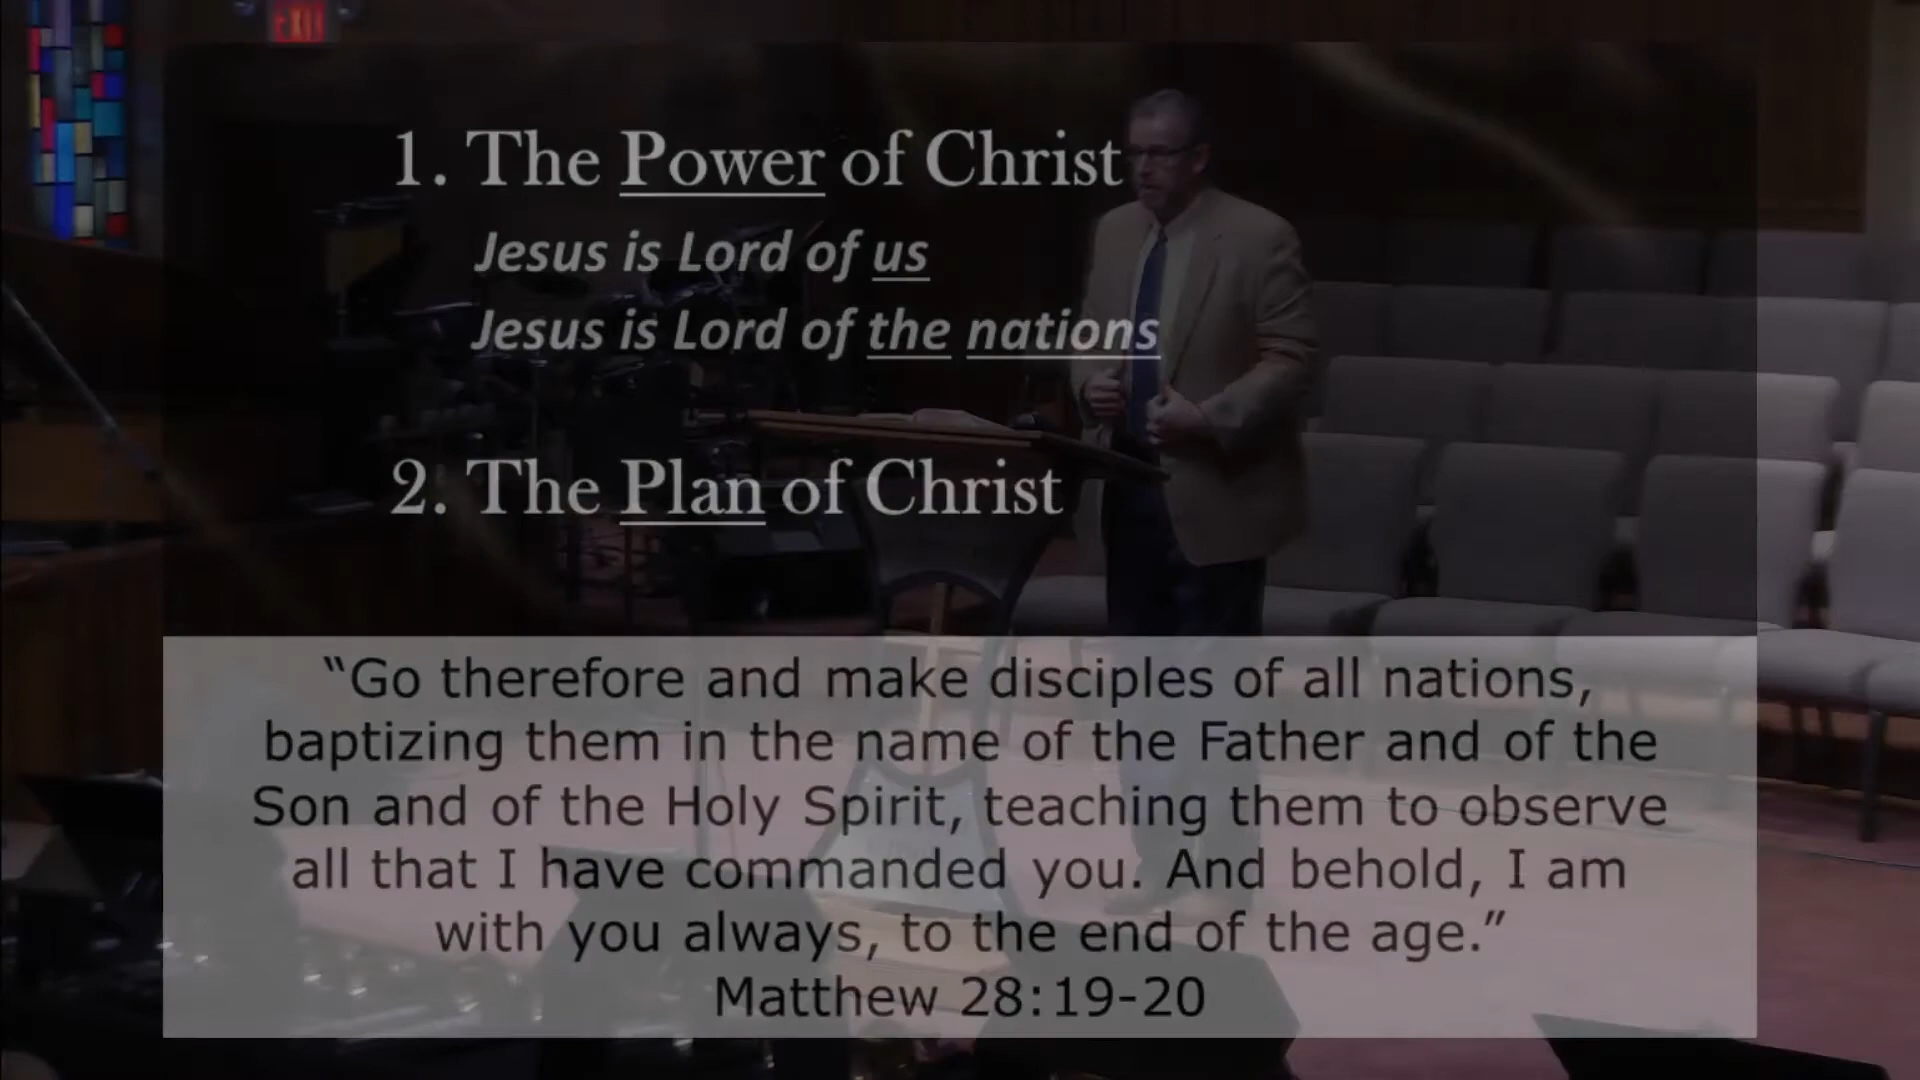 EXIT
1. The Power of Christ
Jesus is Lord of us
Jesus is Lord of the nations
2. The Plan of Christ
“Go therefore and make disciples of all nations,
baptizing them in the name of the Father and of the
Son and of the Holy Spirit, teaching them to observe
all that I have commanded you. And behold, I am
with you always, to the end of the age.”
Matthew 28:19-20